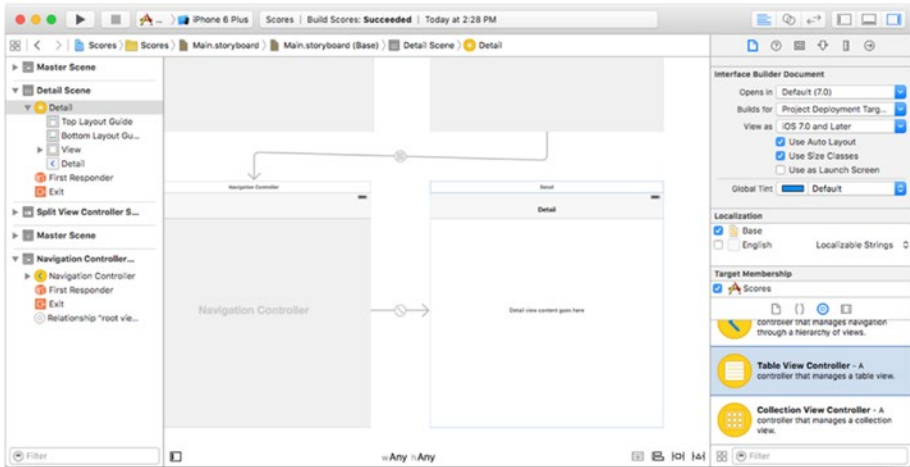 iPhone 6 Plus
Scores | Build Scores: Succeeded | Today at 2:28 PM
Scores
Scores
Main.storyboard
Main.storyboard (Base)
Detail Scene
Detail
Master Scene
Detail Scene
Detail
Top Layout Guide
Bottom Layout Gu...
View
Detail
First Responder
Exit
Split View Controller S...
Master Scene
Navigation Controller...
Navigation Controller
First Responder
Exit
Relationship "root vie...
Filter
Navigation Controller
Navigation Controller
Detail
Detail
Detail view content goes here
wAny hAny
Interface Builder Document
Opens in Default (7.0)
Builds for Project Deployment Targ...
View as iOS 7.0 and Later
Use Auto Layout
Use Size Classes
Use as Launch Screen
Global Tint Default
Localization
Base
English Localizable Strings
Target Membership
Scores
controller that manages navigation
through a hierarchy of views.
Table View Controller - A
controller that manages a table view.
Collection View Controller - A
controller that manages a collection
view.
Filter